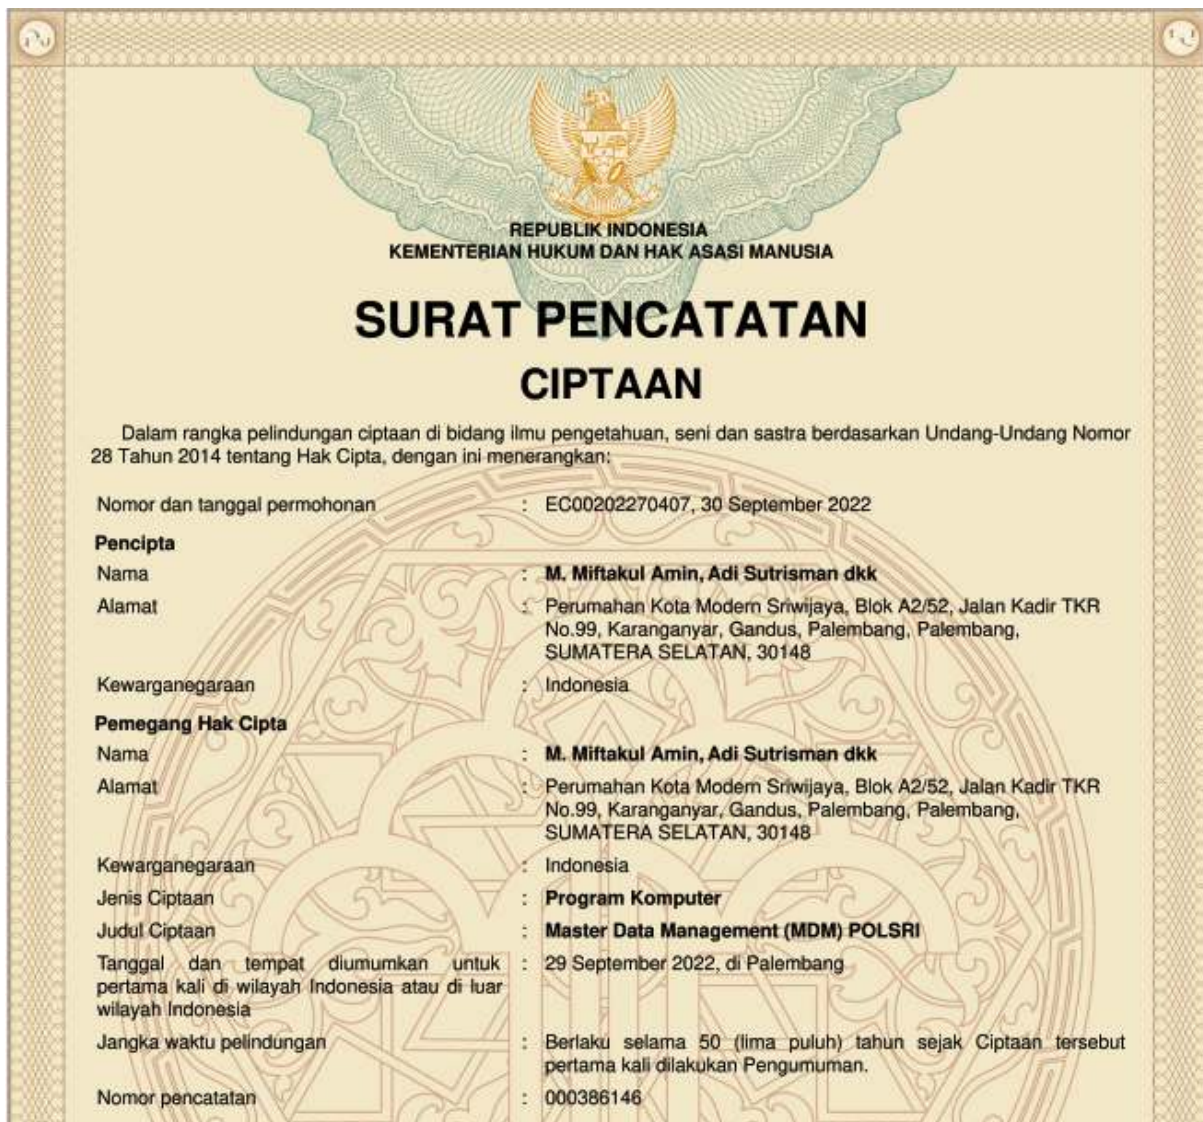 REPUBLIK INDONESIA
KEMENTERIAN HUKUM DAN HAK ASASI MANUSIA
SURAT PENCATATAN
CIPTAAN
Dalam rangka pelindungan ciptaan di bidang ilmu pengetahuan, seni dan sastra berdasarkan Undang-Undang Nomor
28 Tahun 2014 tentang Hak Cipta, dengan ini menerangkan:
Nomor dan tanggal permohonan : EC00202270407, 30 September 2022
Pencipta
Nama : M. Miftakul Amin, Adi Sutrisman dkk
Alamat : Perumahan Kota Modern Sriwijaya, Blok A2/52, Jalan Kadir TKR
No.99, Karanganyar, Gandus, Palembang, Palembang,
SUMATERA SELATAN, 30148
Kewarganegaraan : Indonesia
Pemegang Hak Cipta
Nama : M. Miftakul Amin, Adi Sutrisman dkk
Alamat : Perumahan Kota Modern Sriwijaya, Blok A2/52, Jalan Kadir TKR
No.99, Karanganyar, Gandus, Palembang, Palembang,
SUMATERA SELATAN, 30148
Kewarganegaraan : Indonesia
Jenis Ciptaan : Program Komputer
Judul Ciptaan : Master Data Management (MDM) POLSRI
Tanggal dan tempat diumumkan untuk : 29 September 2022, di Palembang
pertama kali di wilayah Indonesia atau di luar
wilayah Indonesia
Jangka waktu pelindungan : Berlaku selama 50 (lima puluh) tahun sejak Ciptaan tersebut
pertama kali dilakukan Pengumuman.
Nomor pencatatan : 000386146